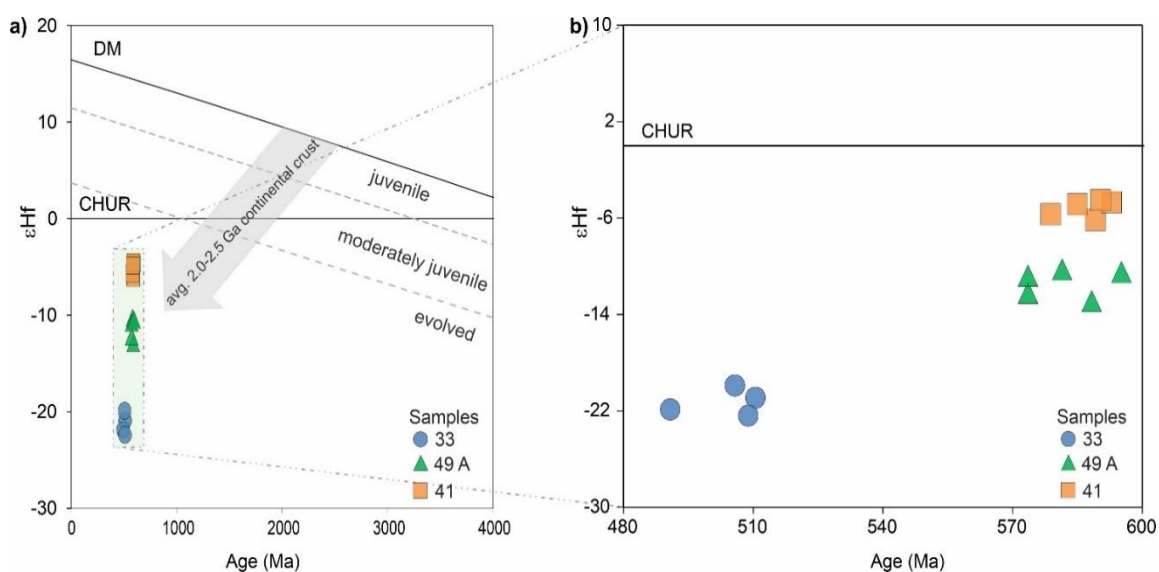 a)
εHf
20
10
0
-10
-20
-30
DM
CHUR
juvenile
moderately juvenile
evolved
avg. 2.0-2.5 Ga continental crust
Samples
33
49 A
41
0
1000
2000
3000
4000
Age (Ma)
b)
εHf
10
2
-6
-14
-22
-30
CHUR
Samples
33
49 A
41
480
510
540
570
600
Age (Ma)